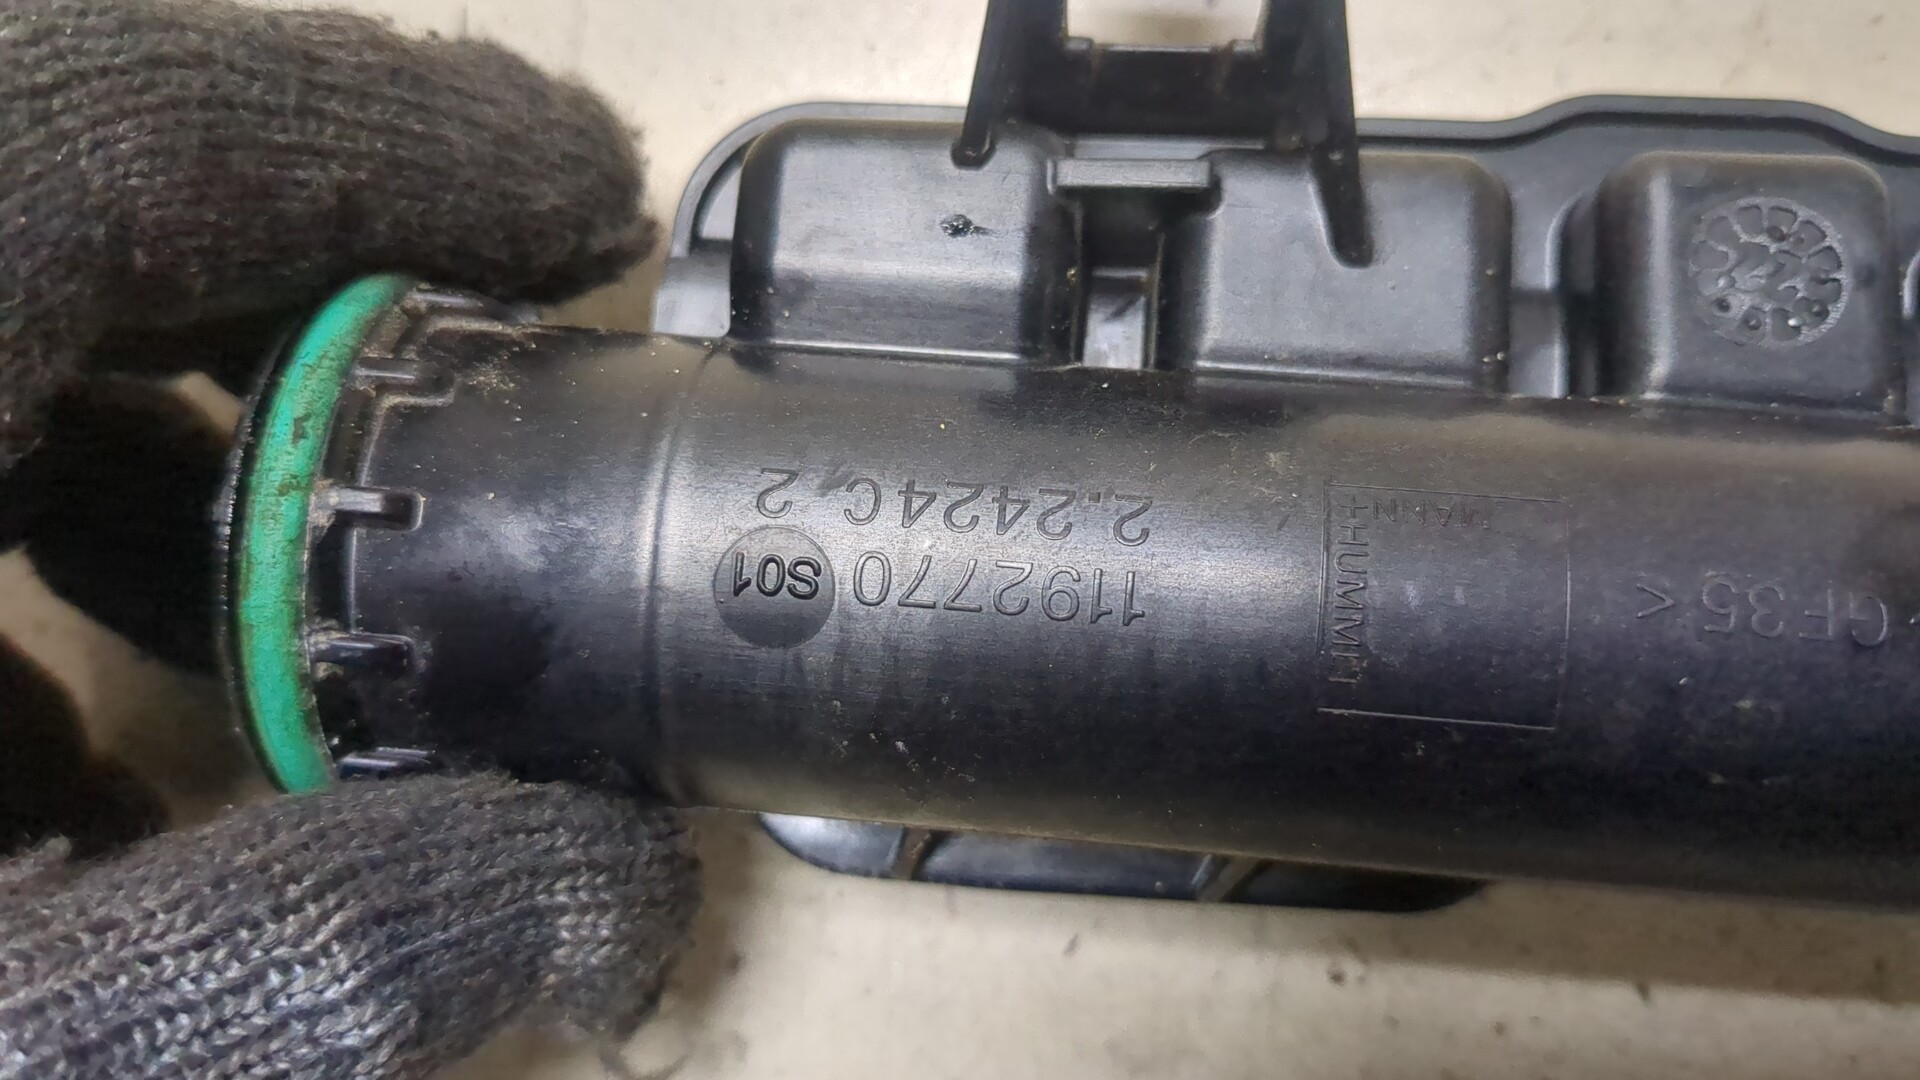 1192770 S01
2.2424C 2
MANN
+HUMMEL
GF35<